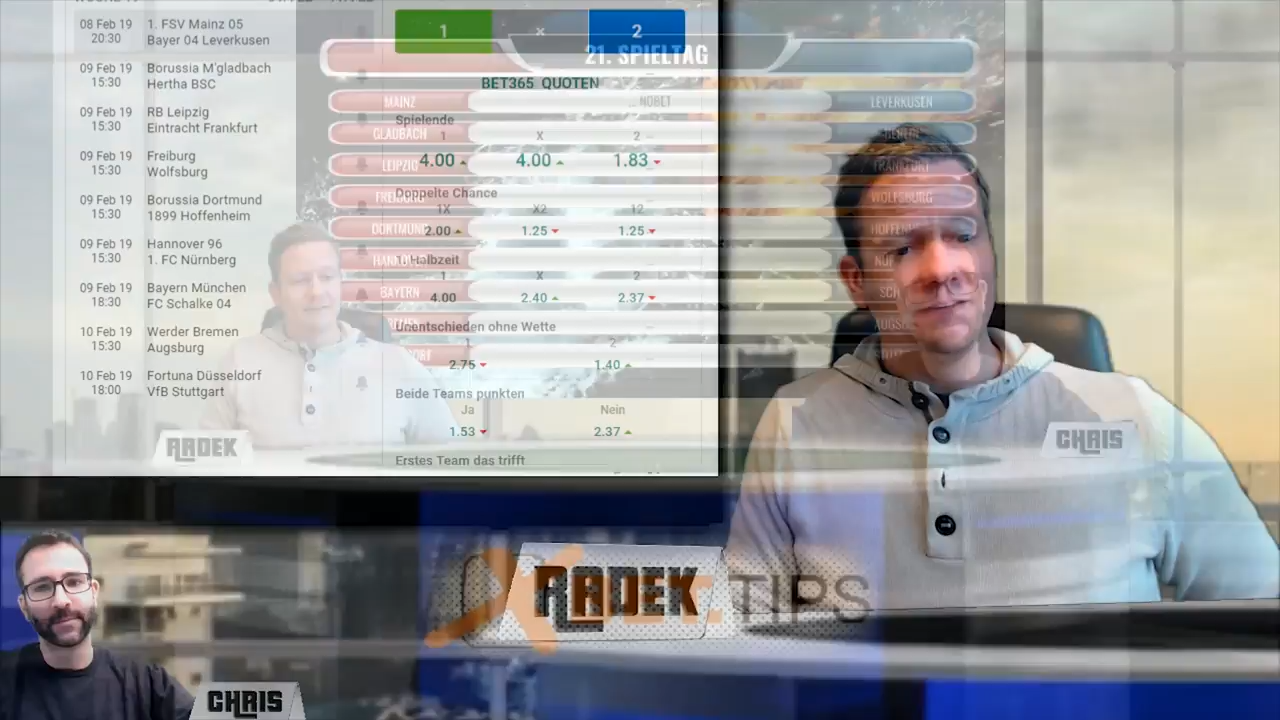 08 Feb 19 1. FSV Mainz 05
20:30 Bayer 04 Leverkusen
09 Feb 19 Borussia M'gladbach
15:30 Hertha BSC
09 Feb 19 RB Leipzig
15:30 Eintracht Frankfurt
09 Feb 19 Freiburg
15:30 Wolfsburg
09 Feb 19 Borussia Dortmund
15:30 1899 Hoffenheim
09 Feb 19 Hannover 96
15:30 1. FC Nürnberg
09 Feb 19 Bayern München
18:30 FC Schalke 04
10 Feb 19 Werder Bremen
15:30 Augsburg
10 Feb 19 Fortuna Düsseldorf
18:00 VfB Stuttgart
1 × 2
21. SPIELTAG
BET365 QUOTEN
MAINZ LEVERKUSEN
Spielende
GLAUBACH
1 X 2
LEIPZIG FRANKFURT
4.00 4.00 1.83
Doppelte Chance
WOLFSBURG
1X X2 12
DORTMUND
2.00 1.25 1.25
Halbzeit
1 X 2
BAYERN
4.00 2.40 2.37
Unentschieden ohne Wette
1 2
2.75 1.40
Beide Teams punkten
Ja Nein
1.53 2.37
Erstes Team das trifft
RADEK
CHRIS
RADEK
TIPS
CHRIS